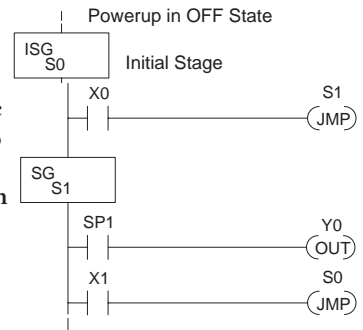 Powerup in OFF State
ISG
S0
Initial Stage
X0
S1
JMP
SG
S1
SP1
Y0
OUT
X1
S0
JMP